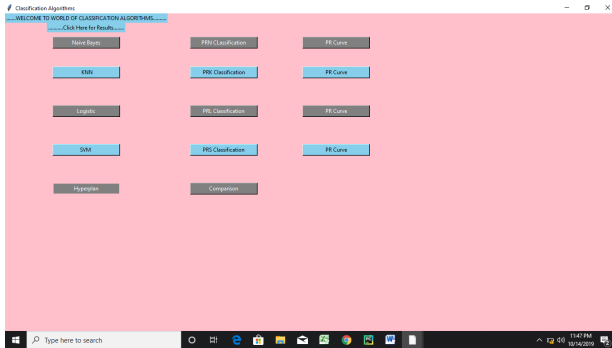 Classification Algorithms
........WELCOME TO WORLD OF CLASSIFICATION ALGORITHMS.........
...........Click Here for Results.........
Naive Bayes PRN CLassification PR Curve
KNN PRK Classification PR Curve
Logistic PRL Classification PR Curve
SVM PRS Classification PR Curve
Hyperplan Comparism
Type here to search
11:47 PM
10/14/2019